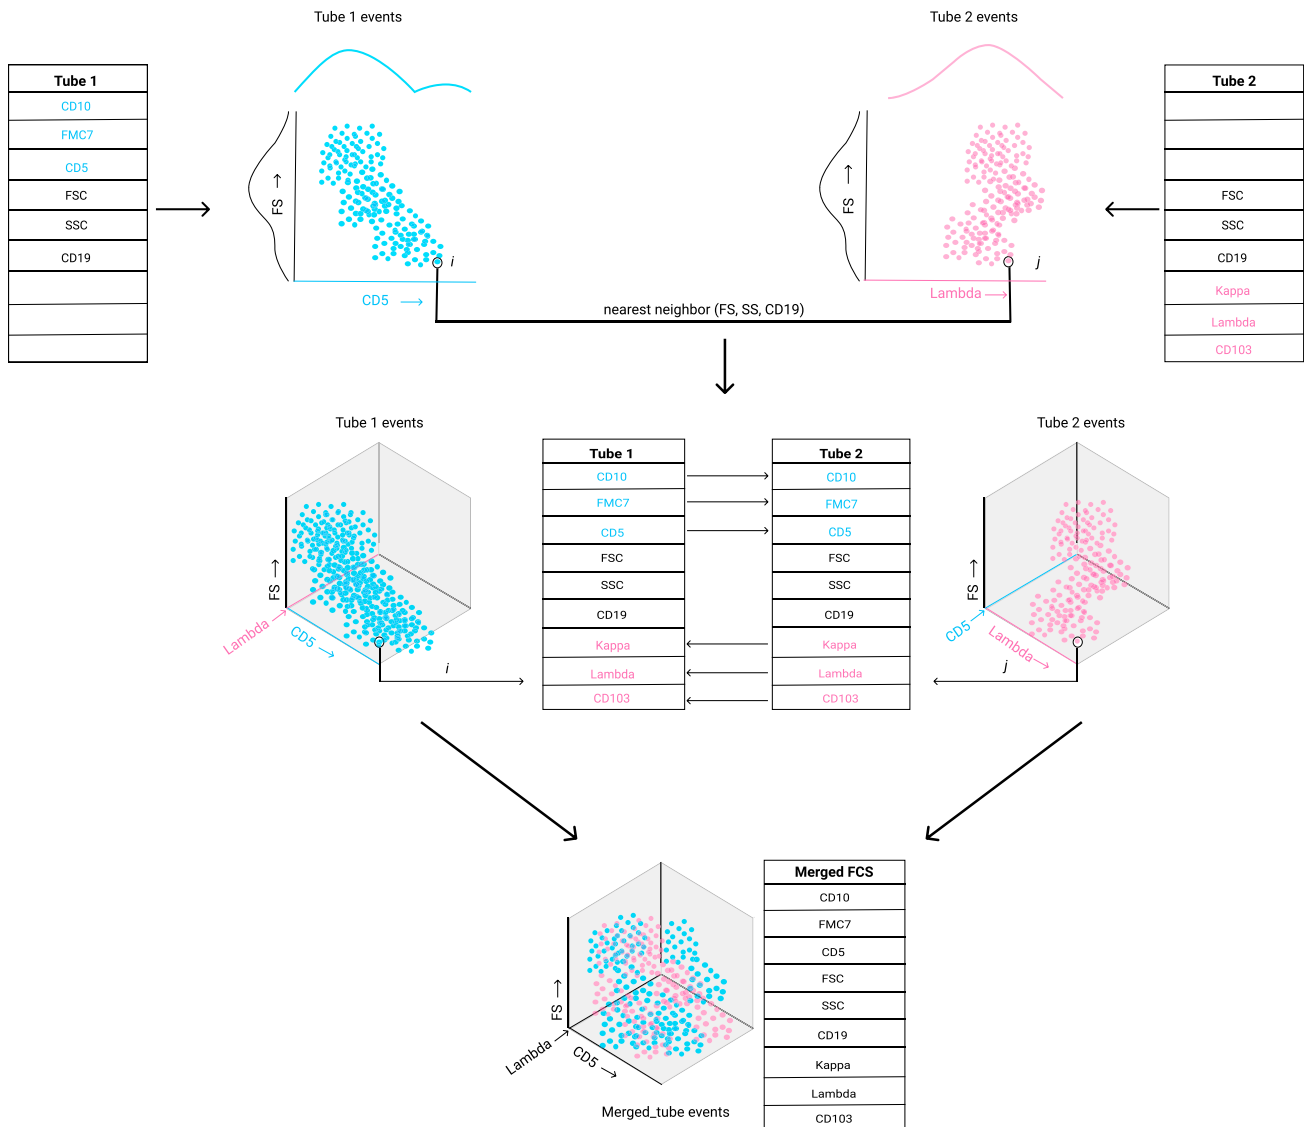 Tube 1 events
Tube 2 events
Tube 1
CD10
FMC7
CD5
FSC
SSC
CD19
FS →
i
CD5 →
FS →
j
Lambda →
Tube 2
FSC
SSC
CD19
Kappa
Lambda
CD103
nearest neighbor (FS, SS, CD19)
Tube 1 events
FS →
Lambda →
CD5 →
i
Tube 1
CD10
FMC7
CD5
FSC
SSC
CD19
Kappa
Lambda
CD103
Tube 2
CD10
FMC7
CD5
FSC
SSC
CD19
Kappa
Lambda
CD103
Tube 2 events
FS →
CD5 →
Lambda →
j
FS →
Lambda →
CD5 →
Merged_tube events
Merged FCS
CD10
FMC7
CD5
FSC
SSC
CD19
Kappa
Lambda
CD103